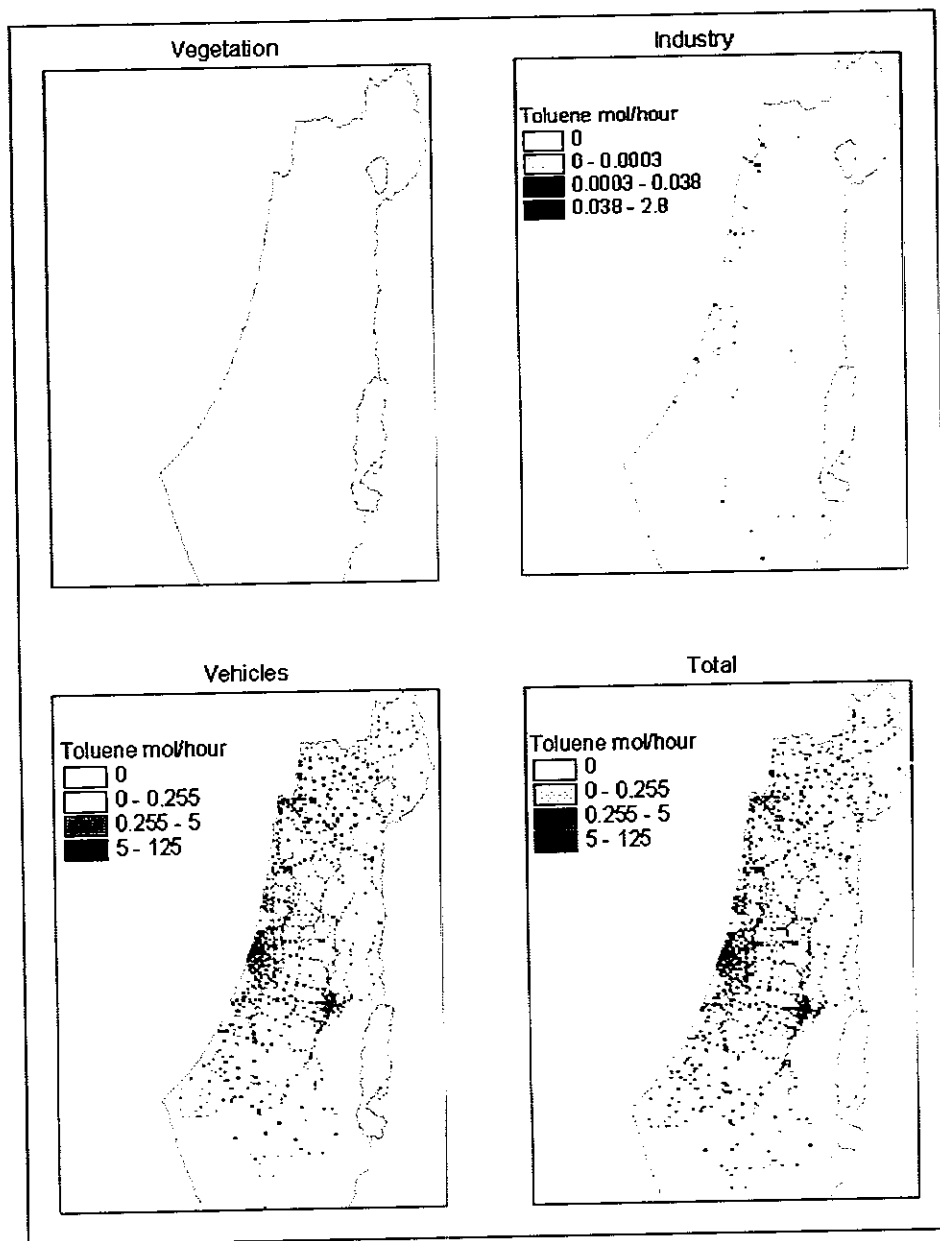 Vegetation
Industry
Toluene mol/hour
0
0 - 0.0003
0.0003 - 0.038
0.038 - 2.8
Vehicles
Toluene mol/hour
0
0 - 0.255
0.255 - 5
5 - 125
Total
Toluene mol/hour
0
0 - 0.255
0.255 - 5
5 - 125